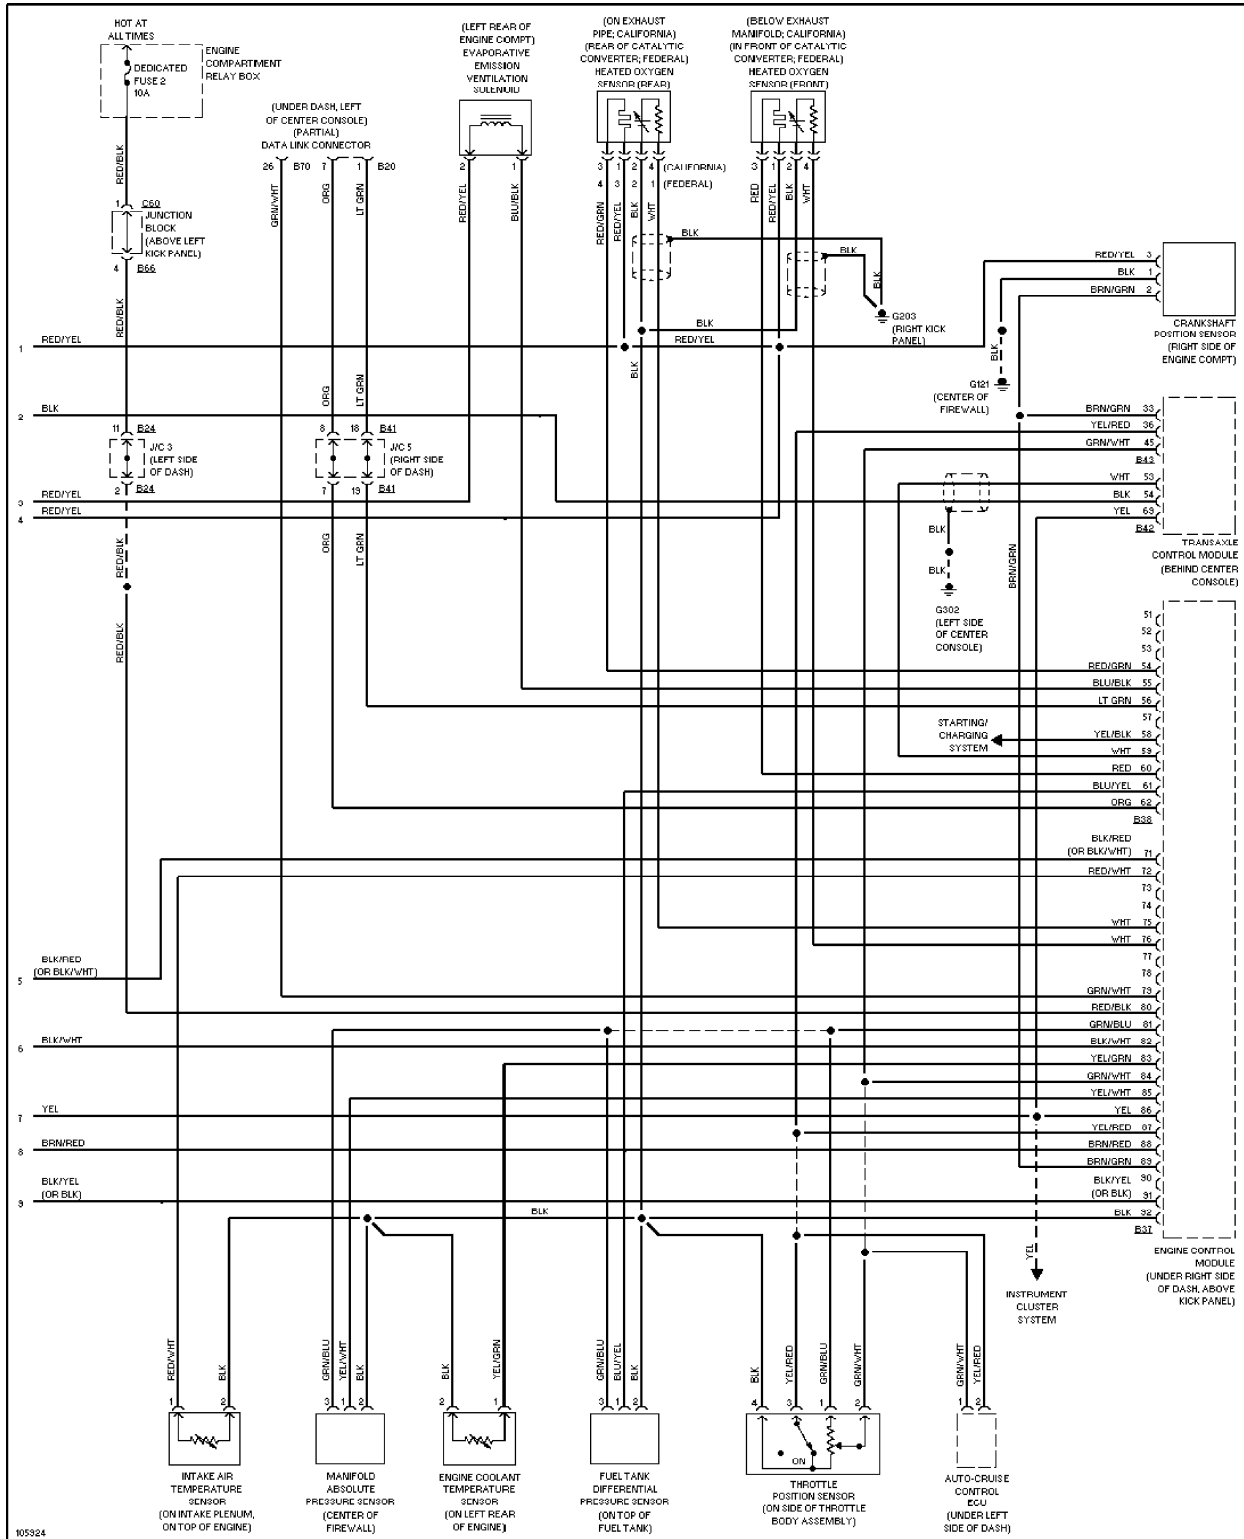 HOT AT
ALL TIMES
DEDICATED
FUSE 2
10A
ENGINE
COMPARTMENT
RELAY BOX
(UNDER DASH, LEFT
OF CENTER CONSOLE)
(PARTIAL)
DATA LINK CONNECTOR
26 B70 7 1 B20
(LEFT REAR OF
ENGINE COMPT)
EVAPORATIVE
EMISSION
VENTILATION
SOLENOID
2 1
(ON EXHAUST
PIPE; CALIFORNIA)
(REAR OF CATALYTIC
CONVERTER; FEDERAL)
HEATED OXYGEN
SENSOR (REAR)
3 1 2 4 (CALIFORNIA)
4 3 2 1 (FEDERAL)
(BELOW EXHAUST
MANIFOLD; CALIFORNIA)
(IN FRONT OF CATALYTIC
CONVERTER; FEDERAL)
HEATED OXYGEN
SENSOR (FRONT)
3 1 2 4
RED/BLK
GRN/WHT
ORG
LT GRN
RED/YEL
BLU/BLK
RED/GRN
RED/YEL
BLK
WHT
RED
RED/YEL
BLK
WHT
1 C60
JUNCTION
BLOCK
(ABOVE LEFT
KICK PANEL)
4 B66
RED/BLK
BLK
BLK
BLK
BLK
BLK
G203
(RIGHT KICK
PANEL)
RED/YEL 3
BLK 1
BRN/GRN 2
CRANKSHAFT
POSITION SENSOR
(RIGHT SIDE OF
ENGINE COMPT)
BLK
G121
(CENTER OF
FIREWALL)
1 RED/YEL
RED/YEL
2 BLK
ORG
LT GRN
11 B24
J/C 3
(LEFT SIDE
OF DASH)
2 B24
8 18 B41
J/C 5
(RIGHT SIDE
OF DASH)
7 19 B41
3 RED/YEL
4 RED/YEL
RED/BLK
RED/BLK
ORG
LT GRN
BRN/GRN 33
YEL/RED 36
GRN/WHT 45
B43
WHT 53
BLK 54
YEL 69
B42
TRANSAXLE
CONTROL MODULE
(BEHIND CENTER
CONSOLE)
BLK
BLK
G302
(LEFT SIDE
OF CENTER
CONSOLE)
BRN/GRN
51
52
53
RED/GRN 54
BLU/BLK 55
LT GRN 56
57
YEL/BLK 58
STARTING/
CHARGING
SYSTEM
WHT 59
RED 60
BLU/YEL 61
ORG 62
B38
BLK/RED
(OR BLK/WHT) 71
RED/WHT 72
73
74
WHT 75
WHT 76
77
78
GRN/WHT 79
RED/BLK 80
GRN/BLU 81
BLK/WHT 82
YEL/GRN 83
GRN/WHT 84
YEL/WHT 85
YEL 86
YEL/RED 87
BRN/RED 88
BRN/GRN 89
BLK/YEL 90
(OR BLK) 91
BLK 92
B37
ENGINE CONTROL
MODULE
(UNDER RIGHT SIDE
OF DASH, ABOVE
KICK PANEL)
BLK/RED
5 (OR BLK/WHT)
6 BLK/WHT
7 YEL
8 BRN/RED
BLK/YEL
9 (OR BLK)
BLK
YEL
INSTRUMENT
CLUSTER
SYSTEM
RED/WHT
BLK
GRN/BLU
YEL/WHT
BLK
BLK
YEL/GRN
GRN/BLU
BLU/YEL
BLK
BLK
YEL/RED
GRN/BLU
GRN/WHT
GRN/WHT
YEL/RED
1 2
INTAKE AIR
TEMPERATURE
SENSOR
(ON INTAKE PLENUM,
ON TOP OF ENGINE)
3 1 2
MANIFOLD
ABSOLUTE
PRESSURE SENSOR
(CENTER OF
FIREWALL)
2 1
ENGINE COOLANT
TEMPERATURE
SENSOR
(ON LEFT REAR
OF ENGINE)
3 1 2
FUEL TANK
DIFFERENTIAL
PRESSURE SENSOR
(ON TOP OF
FUEL TANK)
4 3 1 2
ON
THROTTLE
POSITION SENSOR
(ON SIDE OF THROTTLE
BODY ASSEMBLY)
1 2
AUTO-CRUISE
CONTROL
ECU
(UNDER LEFT
SIDE OF DASH)
105924